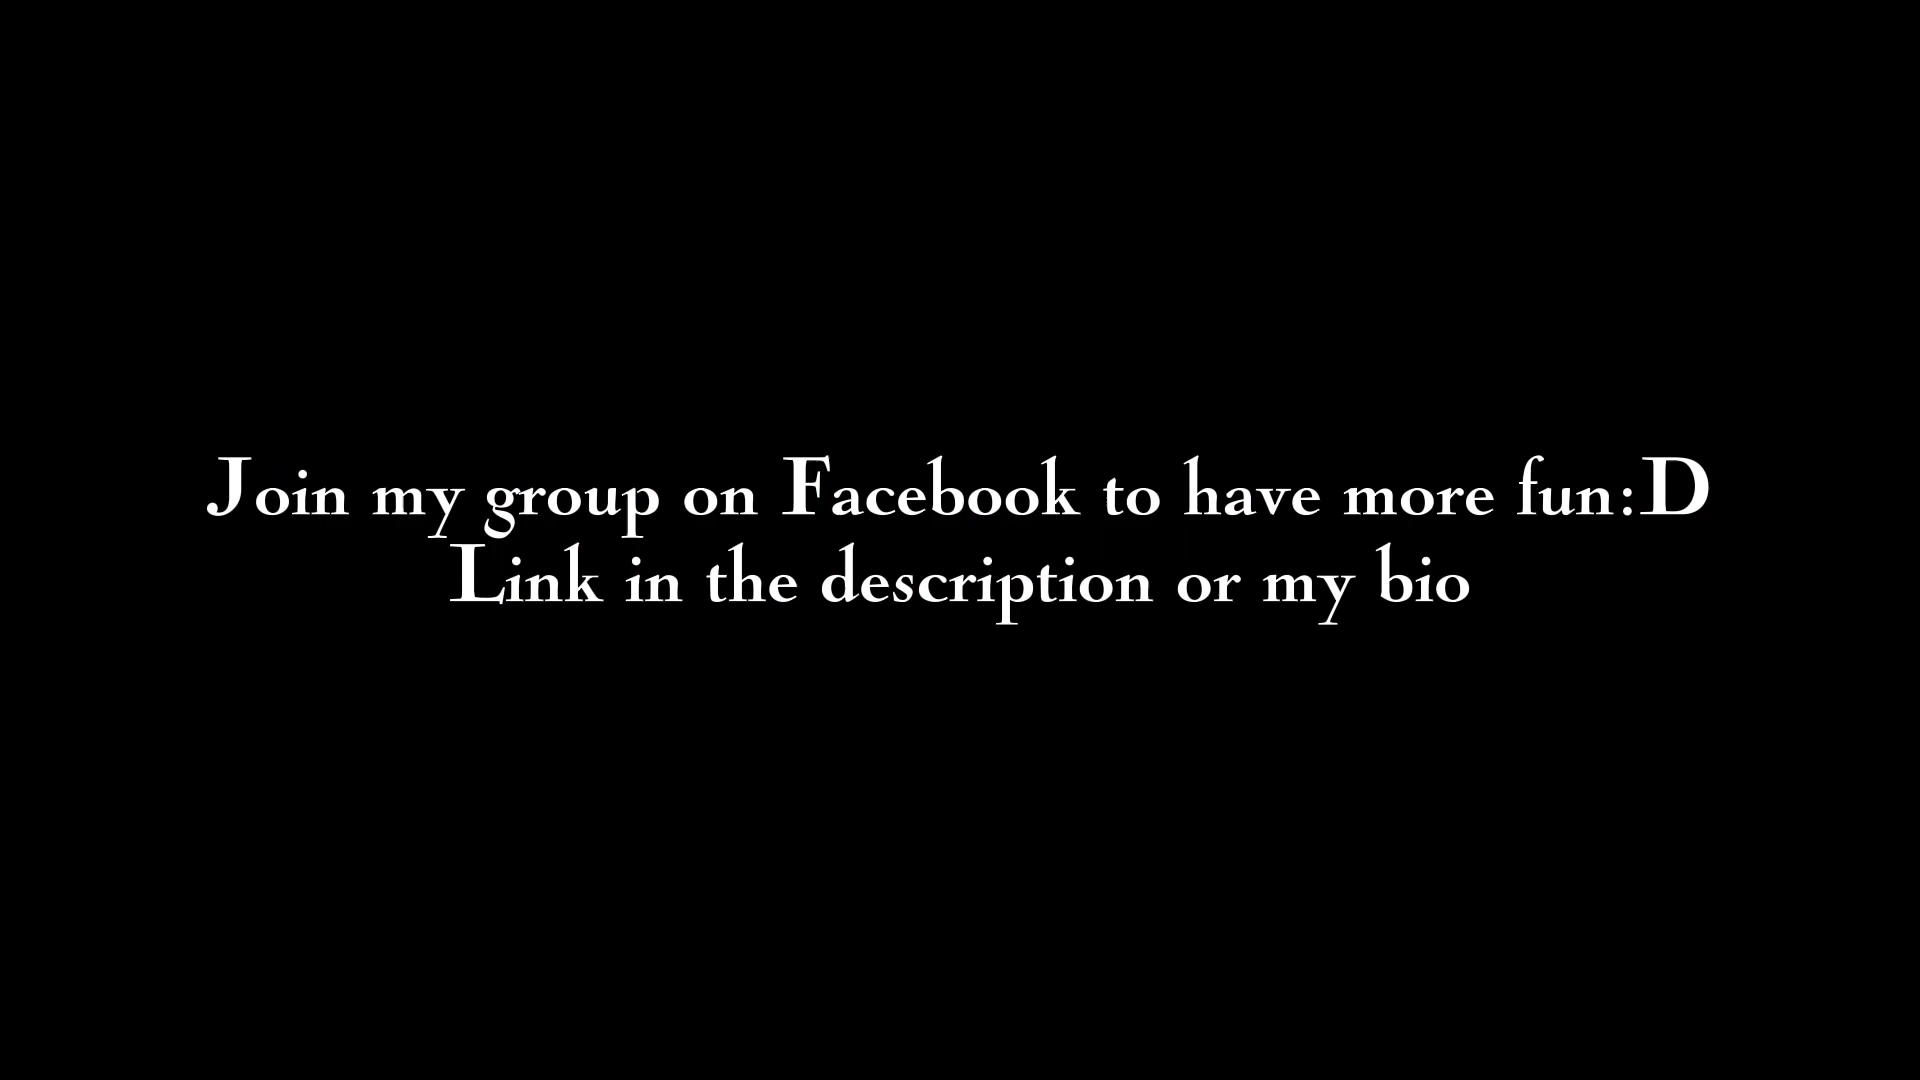 Join my group on Facebook to have more fun:D
Link in the description or my bio